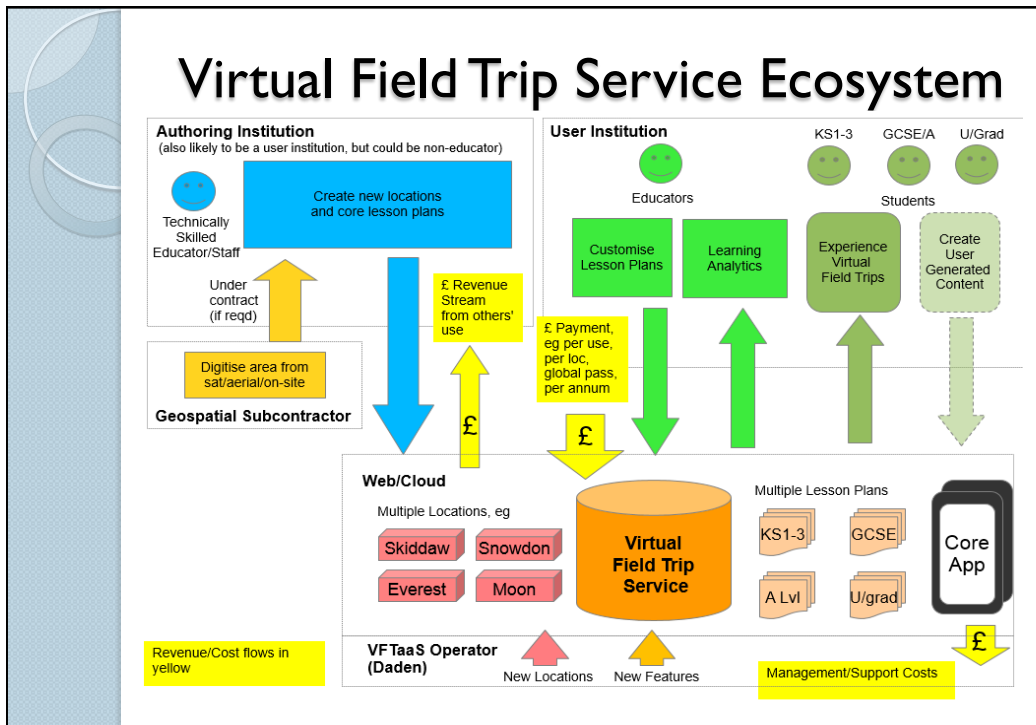 Virtual Field Trip Service Ecosystem
Authoring Institution
(also likely to be a user institution, but could be non-educator)
Technically
Skilled
Educator/Staff
Create new locations
and core lesson plans
Under
contract
(if reqd)
£ Revenue
Stream
from others'
use
£
Digitise area from
sat/aerial/on-site
Geospatial Subcontractor
User Institution
KS1-3
GCSE/A
U/Grad
Educators
Students
Customise
Lesson Plans
Learning
Analytics
Experience
Virtual
Field Trips
Create
User
Generated
Content
£ Payment,
eg per use,
per loc,
global pass,
per annum
£
Web/Cloud
Multiple Locations, eg
Skiddaw
Snowdon
Everest
Moon
Virtual
Field Trip
Service
Multiple Lesson Plans
KS1-3
GCSE
A Lvl
U/grad
Core
App
Revenue/Cost flows in
yellow
VFTaaS Operator
(Daden)
New Locations
New Features
£
Management/Support Costs